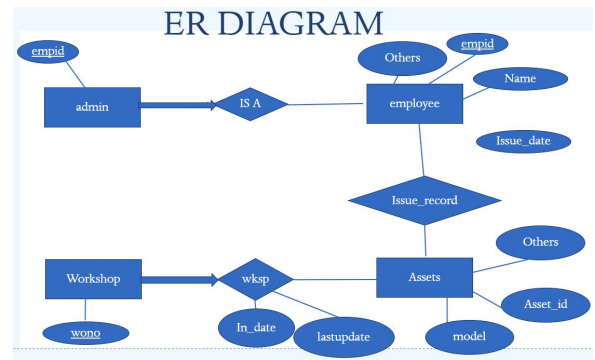 ER DIAGRAM
empid
Others
empid
Name
admin
IS A
employee
Issue_date
Issue_record
Others
Workshop
wksp
Assets
Asset_id
wono
In_date
lastupdate
model